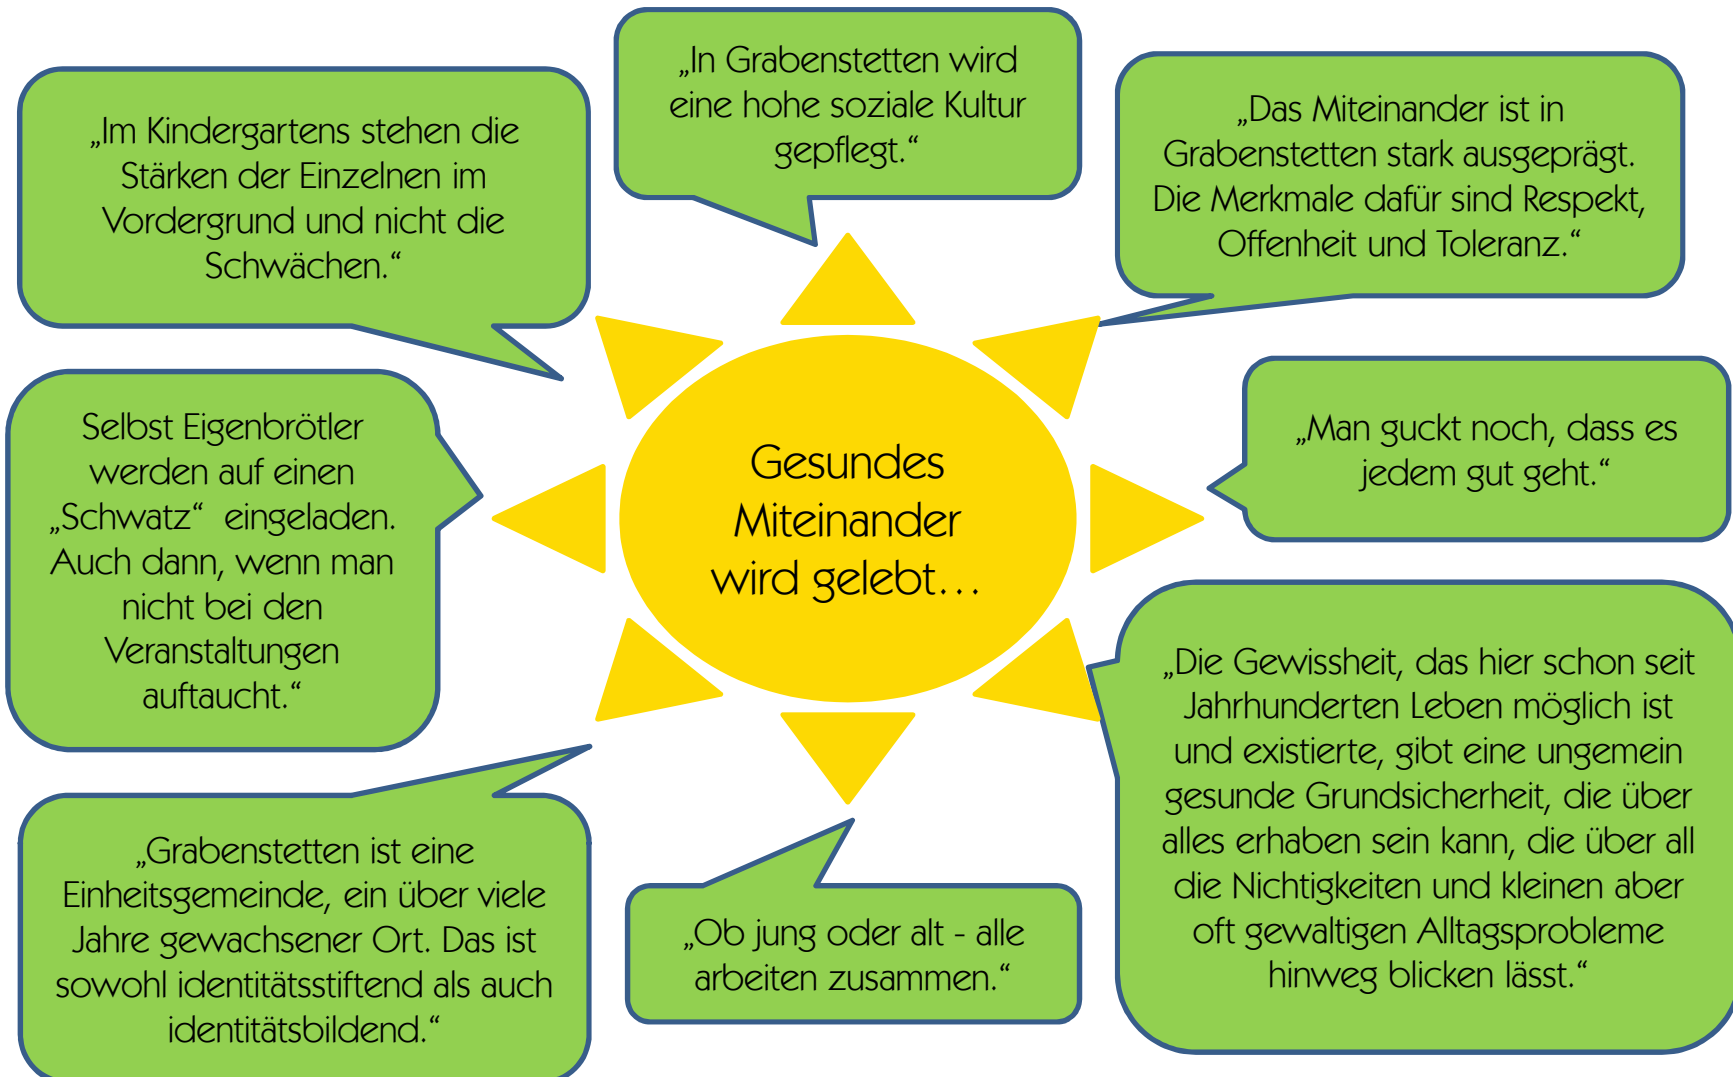 „Im Kindergartens stehen die
Stärken der Einzelnen im
Vordergrund und nicht die
Schwächen.“
„In Grabenstetten wird
eine hohe soziale Kultur
gepflegt.“
„Das Miteinander ist in
Grabenstetten stark ausgeprägt.
Die Merkmale dafür sind Respekt,
Offenheit und Toleranz.“
Selbst Eigenbrötler
werden auf einen
„Schwatz“  eingeladen.
Auch dann, wenn man
nicht bei den
Veranstaltungen
auftaucht.“
Gesundes
Miteinander
wird gelebt…
„Man guckt noch, dass es
jedem gut geht.“
„Grabenstetten ist eine
Einheitsgemeinde, ein über viele
Jahre gewachsener Ort. Das ist
sowohl identitätsstiftend als auch
identitätsbildend.“
„Ob jung oder alt - alle
arbeiten zusammen.“
„Die Gewissheit, das hier schon seit
Jahrhunderten Leben möglich ist
und existierte, gibt eine ungemein
gesunde Grundsicherheit, die über
alles erhaben sein kann, die über all
die Nichtigkeiten und kleinen aber
oft gewaltigen Alltagsprobleme
hinweg blicken lässt.“